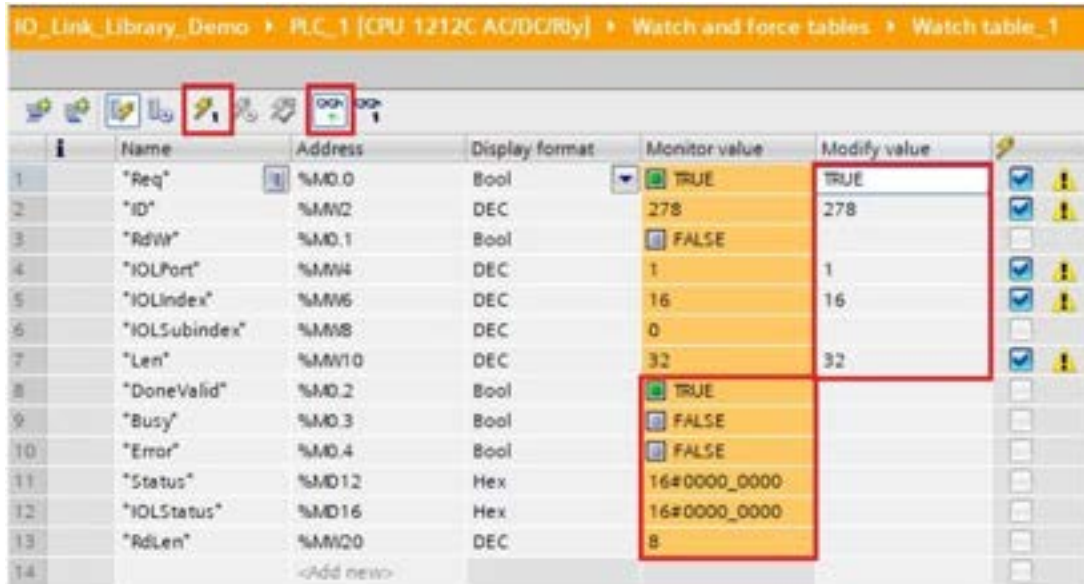 IO_Link_Library_Demo ▸ PLC_1 [CPU 1212C AC/DC/Rly] ▸ Watch and force tables ▸ Watch table_1
i Name Address Display format Monitor value Modify value
1 "Req" %M0.0 Bool TRUE TRUE
2 "ID" %MW2 DEC 278 278
3 "RdWr" %M0.1 Bool FALSE
4 "IOLPort" %MW4 DEC 1 1
5 "IOLIndex" %MW6 DEC 16 16
6 "IOLSubindex" %MW8 DEC 0
7 "Len" %MW10 DEC 32 32
8 "DoneValid" %M0.2 Bool TRUE
9 "Busy" %M0.3 Bool FALSE
10 "Error" %M0.4 Bool FALSE
11 "Status" %MD12 Hex 16#0000_0000
12 "IOLStatus" %MD16 Hex 16#0000_0000
13 "RdLen" %MW20 DEC 8
14 <Add new>